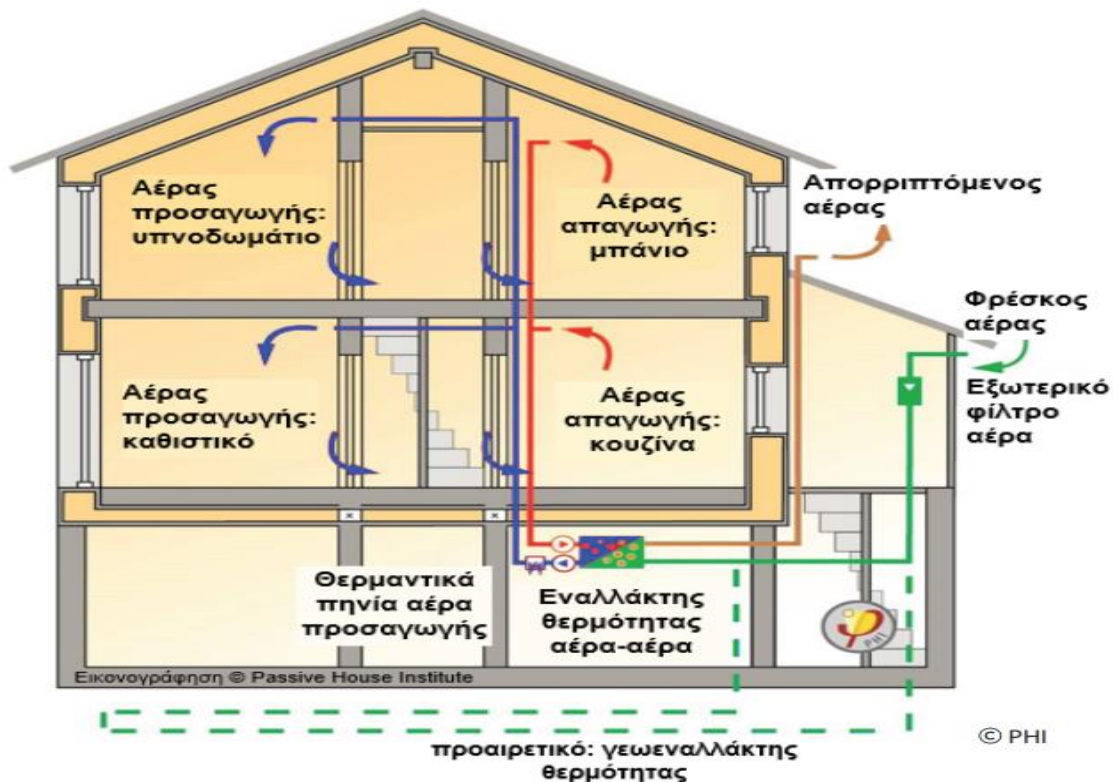 Αέρας
προσαγωγής:
υπνοδωμάτιο
Αέρας
απαγωγής:
μπάνιο
Απορριπτόμενος
αέρας
Φρέσκος
αέρας
Εξωτερικό
φίλτρο
αέρα
Αέρας
προσαγωγής:
καθιστικό
Αέρας
απαγωγής:
κουζίνα
Θερμαντικά
πηνία αέρα
προσαγωγής
Εναλλάκτης
θερμότητας
αέρα-αέρα
PHI
Εικονογράφηση © Passive House Institute
προαιρετικό: γεωεναλλάκτης
θερμότητας
© PHI